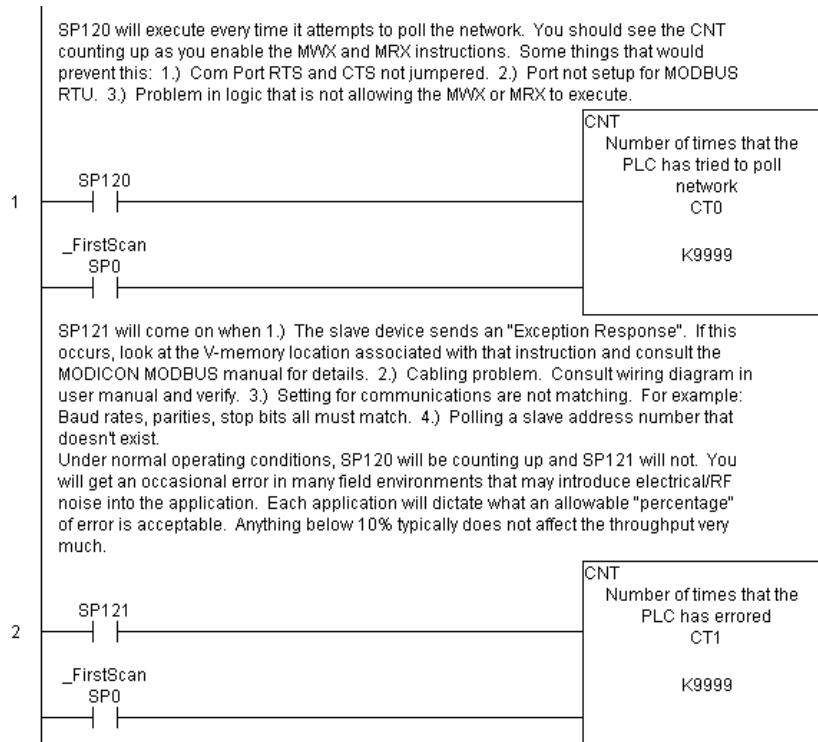 SP120 will execute every time it attempts to poll the network. You should see the CNT
counting up as you enable the MWX and MRX instructions. Some things that would
prevent this: 1.) Com Port RTS and CTS not jumpered. 2.) Port not setup for MODBUS
RTU. 3.) Problem in logic that is not allowing the MWX or MRX to execute.
CNT
Number of times that the
PLC has tried to poll
network
CT0
K9999
SP120
1
_FirstScan
SP0
SP121 will come on when 1.) The slave device sends an "Exception Response". If this
occurs, look at the V-memory location associated with that instruction and consult the
MODICON MODBUS manual for details. 2.) Cabling problem. Consult wiring diagram in
user manual and verify. 3.) Setting for communications are not matching. For example:
Baud rates, parities, stop bits all must match. 4.) Polling a slave address number that
doesn't exist.
Under normal operating conditions, SP120 will be counting up and SP121 will not. You
will get an occasional error in many field environments that may introduce electrical/RF
noise into the application. Each application will dictate what an allowable "percentage"
of error is acceptable. Anything below 10% typically does not affect the throughput very
much.
CNT
Number of times that the
PLC has errored
CT1
K9999
SP121
2
_FirstScan
SP0